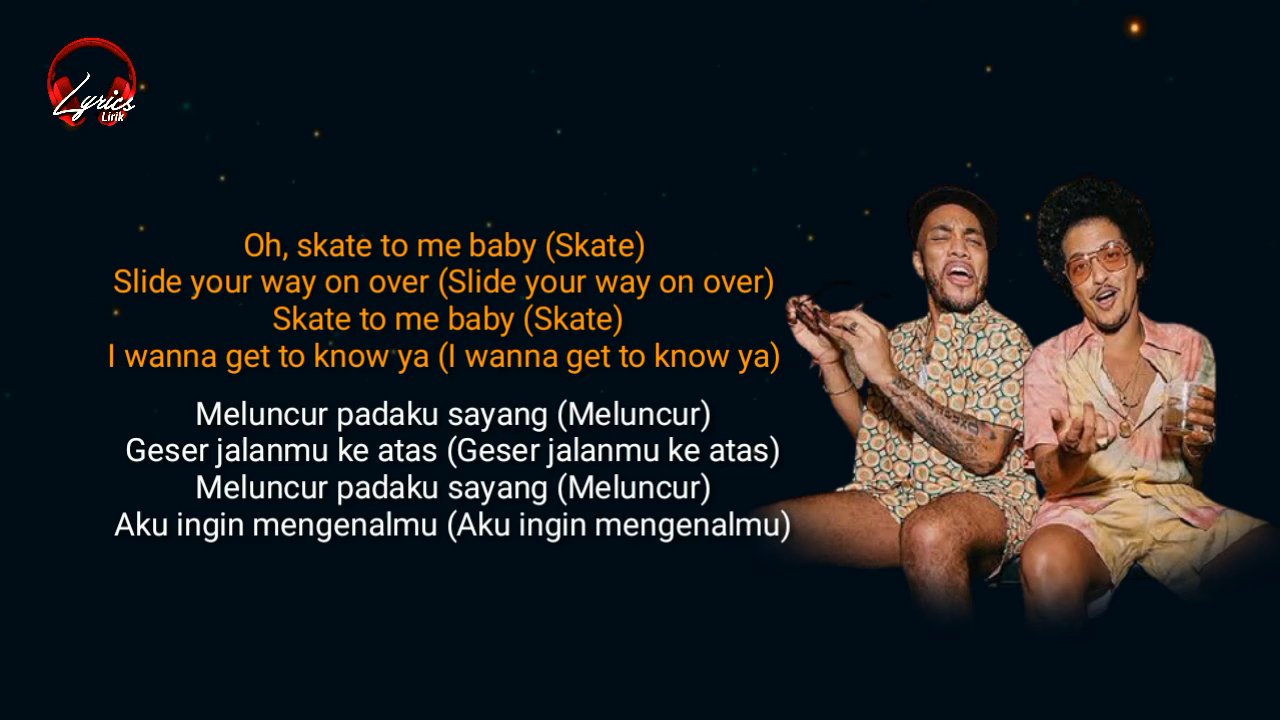 Lyrics
Lirik
Oh, skate to me baby (Skate)
Slide your way on over (Slide your way on over)
Skate to me baby (Skate)
I wanna get to know ya (I wanna get to know ya)
Meluncur padaku sayang (Meluncur)
Geser jalanmu ke atas (Geser jalanmu ke atas)
Meluncur padaku sayang (Meluncur)
Aku ingin mengenalmu (Aku ingin mengenalmu)